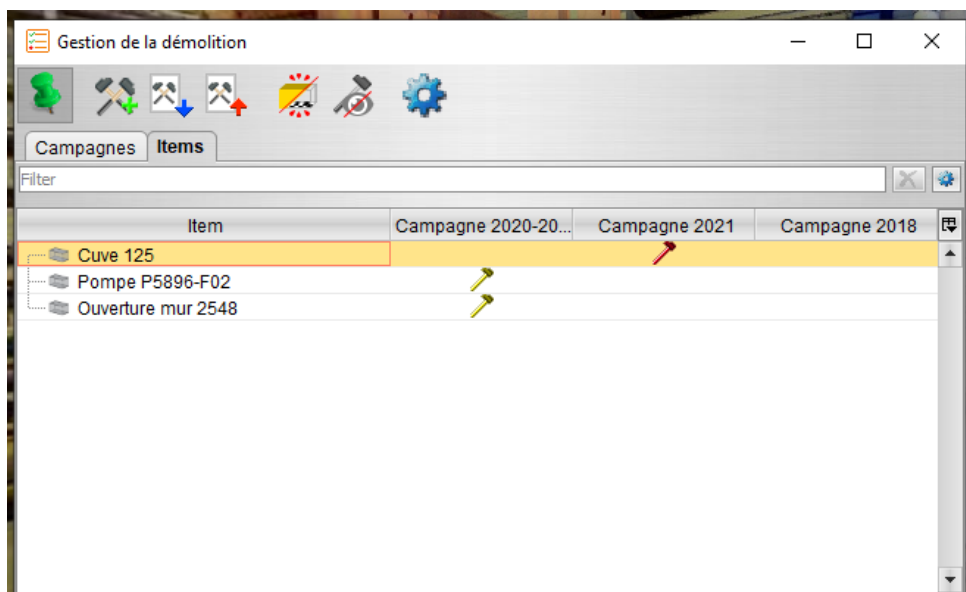 Gestion de la démolition
Campagnes Items
Filter
Item Campagne 2020-20... Campagne 2021 Campagne 2018
Cuve 125
Pompe P5896-F02
Ouverture mur 2548